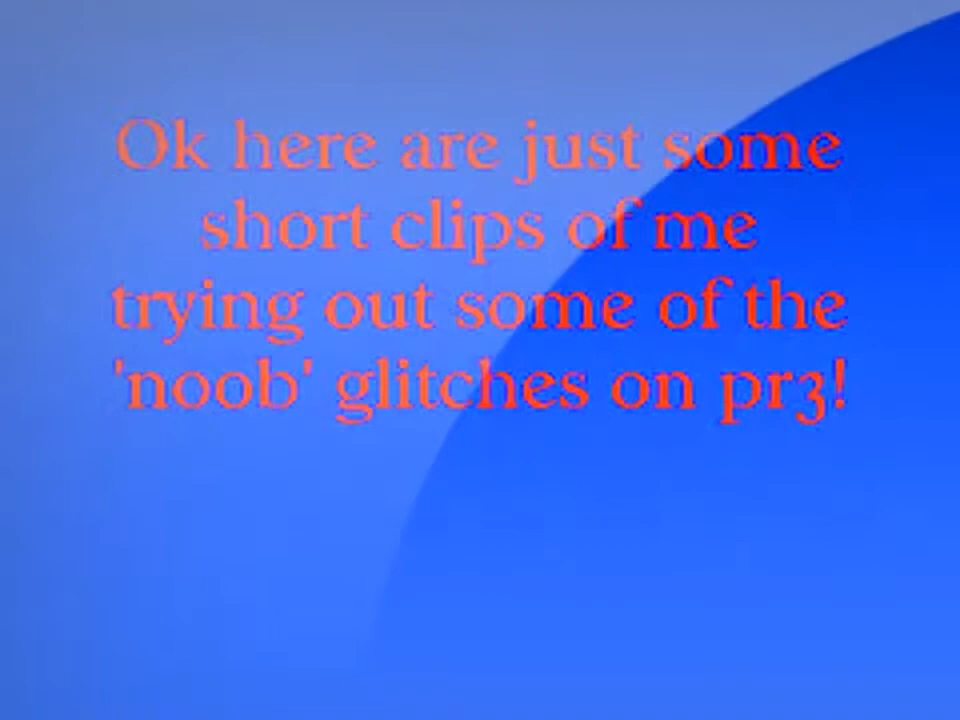 Ok here are just some
short clips of me
trying out some of the
'noob' glitches on pr3!